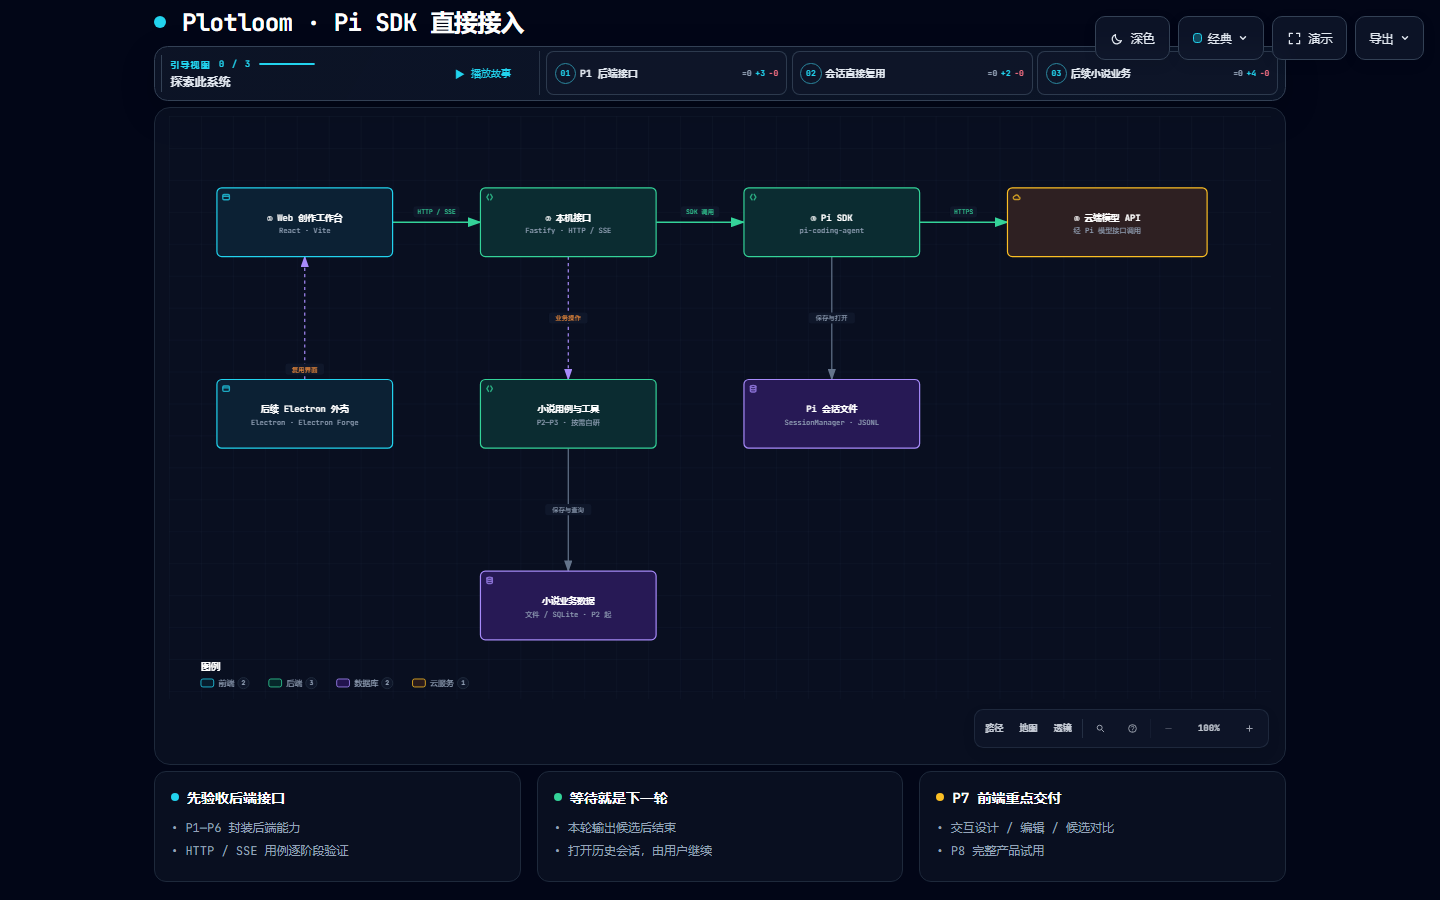 Plotloom · Pi SDK 直接接入
深色
经典
演示
导出
引导视图 0 / 3
探索此系统
播放故事
01 P1 后端接口 =0 +3 -0
02 会话直接复用 =0 +2 -0
03 后续小说业务 =0 +4 -0
Web 创作工作台
React · Vite
HTTP / SSE
本机接口
Fastify · HTTP / SSE
SDK 调用
Pi SDK
pi-coding-agent
HTTPS
云端模型 API
经 Pi 模型接口调用
复用界面
业务操作
保存与打开
后续 Electron 外壳
Electron · Electron Forge
小说用例与工具
P2—P3 · 按需自研
Pi 会话文件
SessionManager · JSONL
保存与查询
小说业务数据
文件 / SQLite · P2 起
图例
前端 2
后端 3
数据库 2
云服务 1
路径 地图 透镜 100%
先验收后端接口
• P1—P6 封装后端能力
• HTTP / SSE 用例逐阶段验证
等待就是下一轮
• 本轮输出候选后结束
• 打开历史会话，由用户继续
P7 前端重点交付
• 交互设计 / 编辑 / 候选对比
• P8 完整产品试用